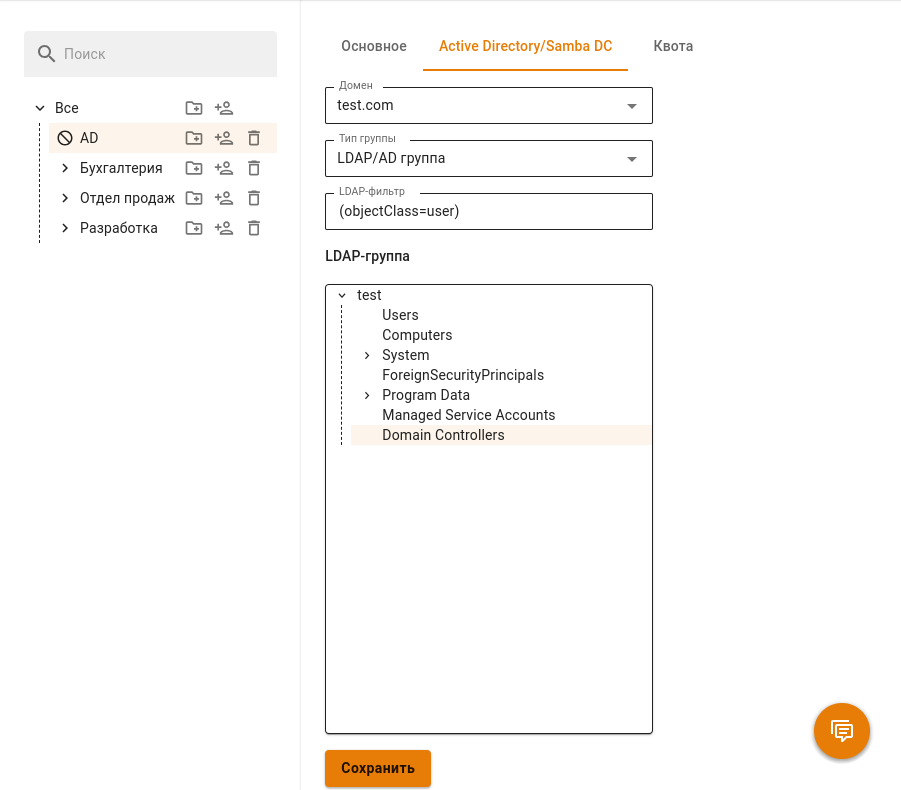 Поиск
Все
AD
Бухгалтерия
Отдел продаж
Разработка
Основное
Active Directory/Samba DC
Квота
Домен
test.com
Тип группы
LDAP/AD группа
LDAP-фильтр
(objectClass=user)
LDAP-группа
test
Users
Computers
System
ForeignSecurityPrincipals
Program Data
Managed Service Accounts
Domain Controllers
Сохранить